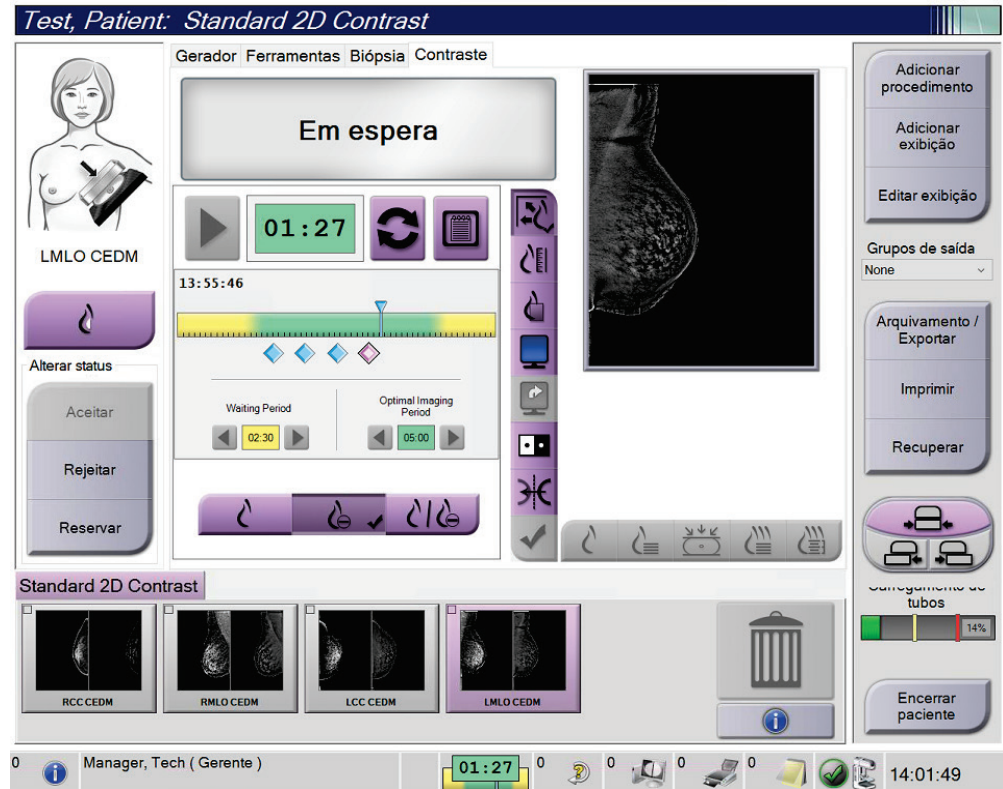 Test, Patient: Standard 2D Contrast
Gerador Ferramentas Biópsia Contraste
Em espera
01:27
13:55:46
Waiting Period
02:30
Optimal Imaging
Period
05:00
LMLO CEDM
Alterar status
Aceitar
Rejeitar
Reservar
Adicionar
procedimento
Adicionar
exibição
Editar exibição
Grupos de saída
None
Arquivamento /
Exportar
Imprimir
Recuperar
tubos
14%
Encerrar
paciente
Standard 2D Contrast
RCC CEDM
RMLO CEDM
LCC CEDM
LMLO CEDM
0
Manager, Tech ( Gerente )
01:27
0
0
0
0
14:01:49